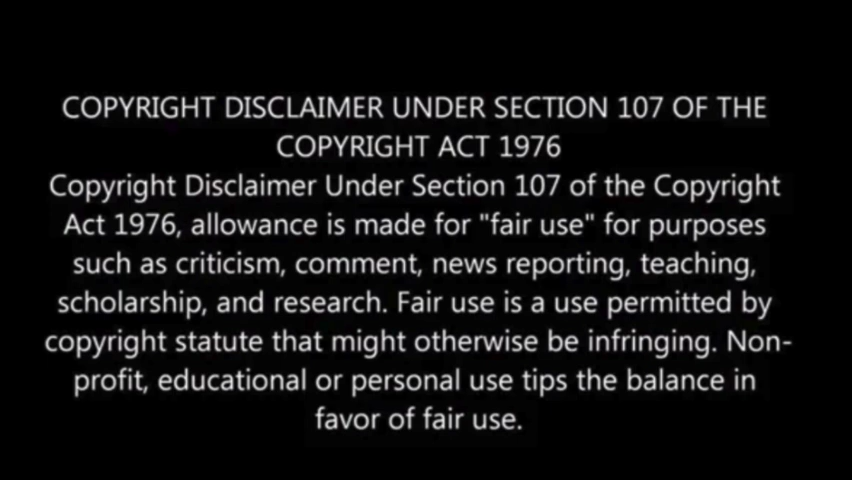 COPYRIGHT DISCLAIMER UNDER SECTION 107 OF THE
COPYRIGHT ACT 1976
Copyright Disclaimer Under Section 107 of the Copyright
Act 1976, allowance is made for "fair use" for purposes
such as criticism, comment, news reporting, teaching,
scholarship, and research. Fair use is a use permitted by
copyright statute that might otherwise be infringing. Non-
profit, educational or personal use tips the balance in
favor of fair use.